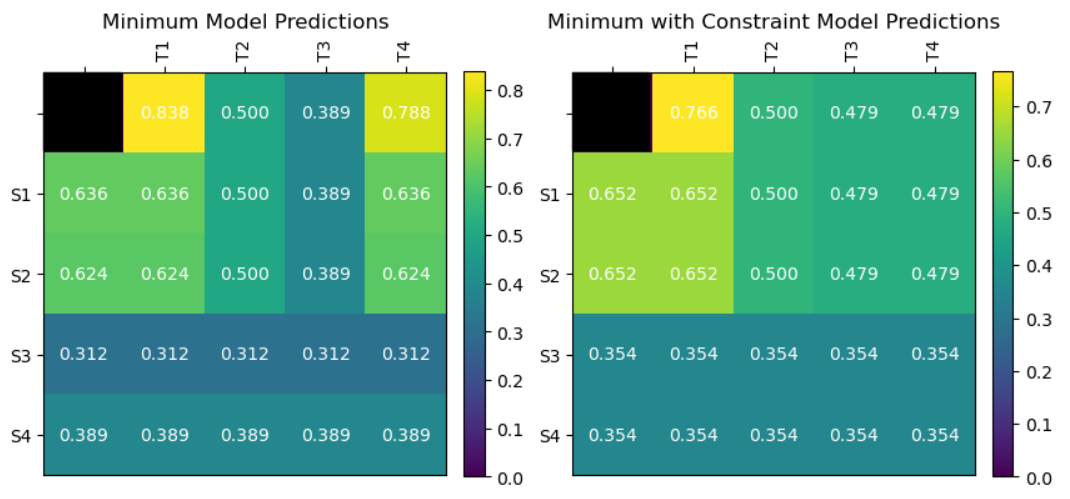 Minimum Model Predictions
T1 T2 T3 T4
0.838 0.500 0.389 0.788
S1 0.636 0.636 0.500 0.389 0.636
S2 0.624 0.624 0.500 0.389 0.624
S3 0.312 0.312 0.312 0.312 0.312
S4 0.389 0.389 0.389 0.389 0.389
0.8
0.7
0.6
0.5
0.4
0.3
0.2
0.1
0.0
Minimum with Constraint Model Predictions
T1 T2 T3 T4
0.766 0.500 0.479 0.479
S1 0.652 0.652 0.500 0.479 0.479
S2 0.652 0.652 0.500 0.479 0.479
S3 0.354 0.354 0.354 0.354 0.354
S4 0.354 0.354 0.354 0.354 0.354
0.7
0.6
0.5
0.4
0.3
0.2
0.1
0.0